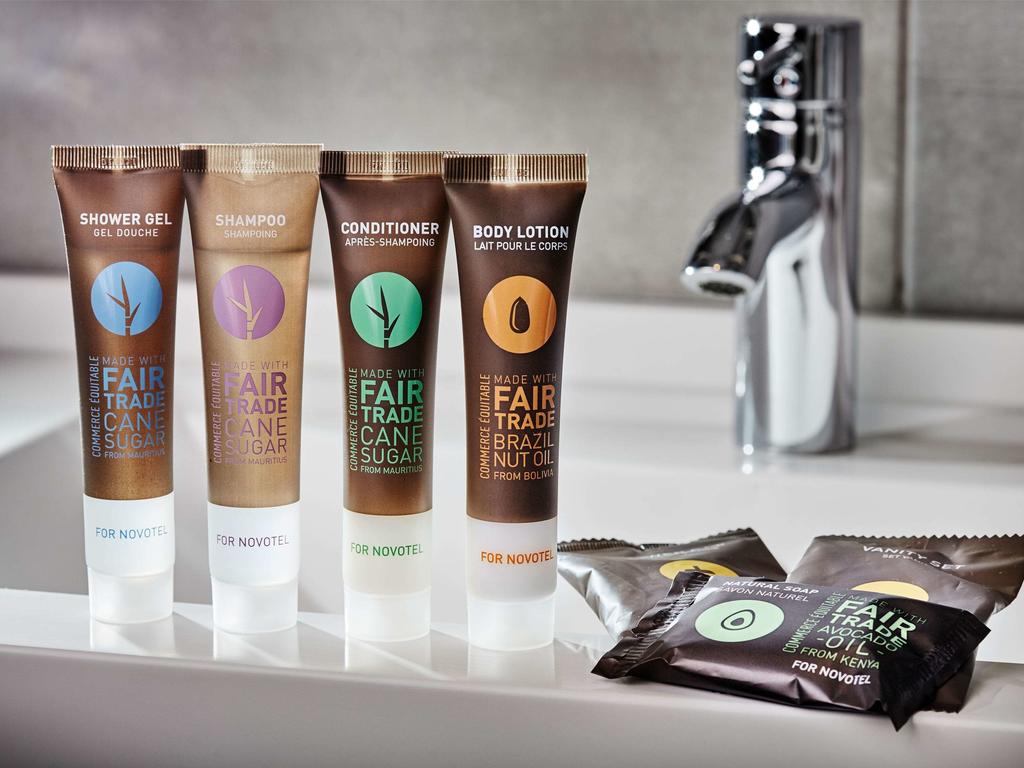 SHOWER GEL
GEL DOUCHE
COMMERCE ÉQUITABLE
MADE WITH
FAIR
TRADE
CANE
SUGAR
FROM MAURITIUS
FOR NOVOTEL
SHAMPOO
SHAMPOING
COMMERCE ÉQUITABLE
MADE WITH
FAIR
TRADE
CANE
SUGAR
FROM MAURITIUS
FOR NOVOTEL
CONDITIONER
APRÈS-SHAMPOING
COMMERCE ÉQUITABLE
MADE WITH
FAIR
TRADE
CANE
SUGAR
FROM MAURITIUS
FOR NOVOTEL
BODY LOTION
LAIT POUR LE CORPS
COMMERCE ÉQUITABLE
MADE WITH
FAIR
TRADE
BRAZIL
NUT OIL
FROM BOLIVIA
FOR NOVOTEL
VANITY SET
NATURAL SOAP
SAVON NATUREL
COMMERCE ÉQUITABLE
MADE WITH
FAIR
TRADE
AVOCADO
-OIL-
FROM KENYA
FOR NOVOTEL